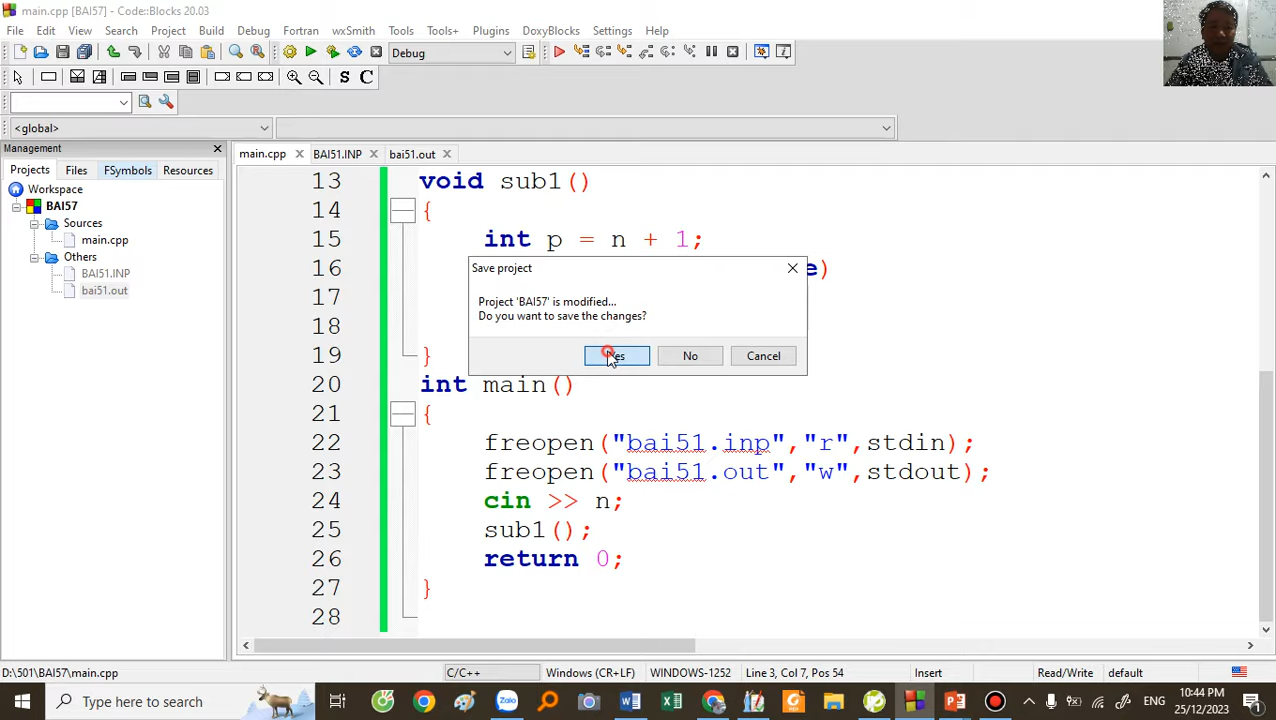 main.cpp [BAI57] - Code::Blocks 20.03
File Edit View Search Project Build Debug Fortran wxSmith Tools Tools+ Plugins DoxyBlocks Settings Help
Debug
S C
<global>
Management
Projects Files FSymbols Resources
main.cpp BAI51.INP bai51.out
Workspace
BAI57
Sources
main.cpp
Others
BAI51.INP
bai51.out
13 void sub1()
14 {
15 int p = n + 1;
16 e)
17
18
19 }
20 int main()
21 {
22 freopen("bai51.inp","r",stdin);
23 freopen("bai51.out","w",stdout);
24 cin >> n;
25 sub1();
26 return 0;
27 }
28
Save project
Project 'BAI57' is modified...
Do you want to save the changes?
Yes No Cancel
D:\501\BAI57\main.cpp C/C++ Windows (CR+LF) WINDOWS-1252 Line 3, Col 7, Pos 54 Insert Read/Write default
Type here to search
Zalo
ENG
10:44 PM
25/12/2023
1